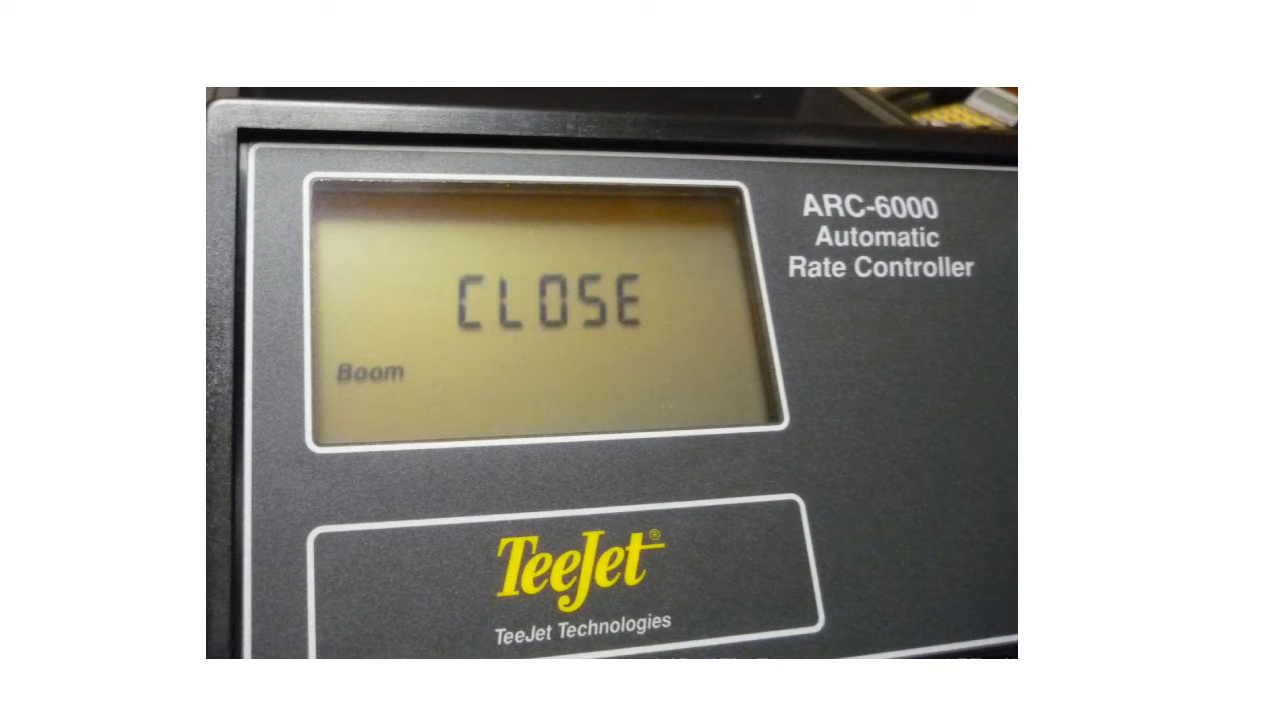 ARC-6000
Automatic
Rate Controller
CLOSE
Boom
TeeJet®
TeeJet Technologies